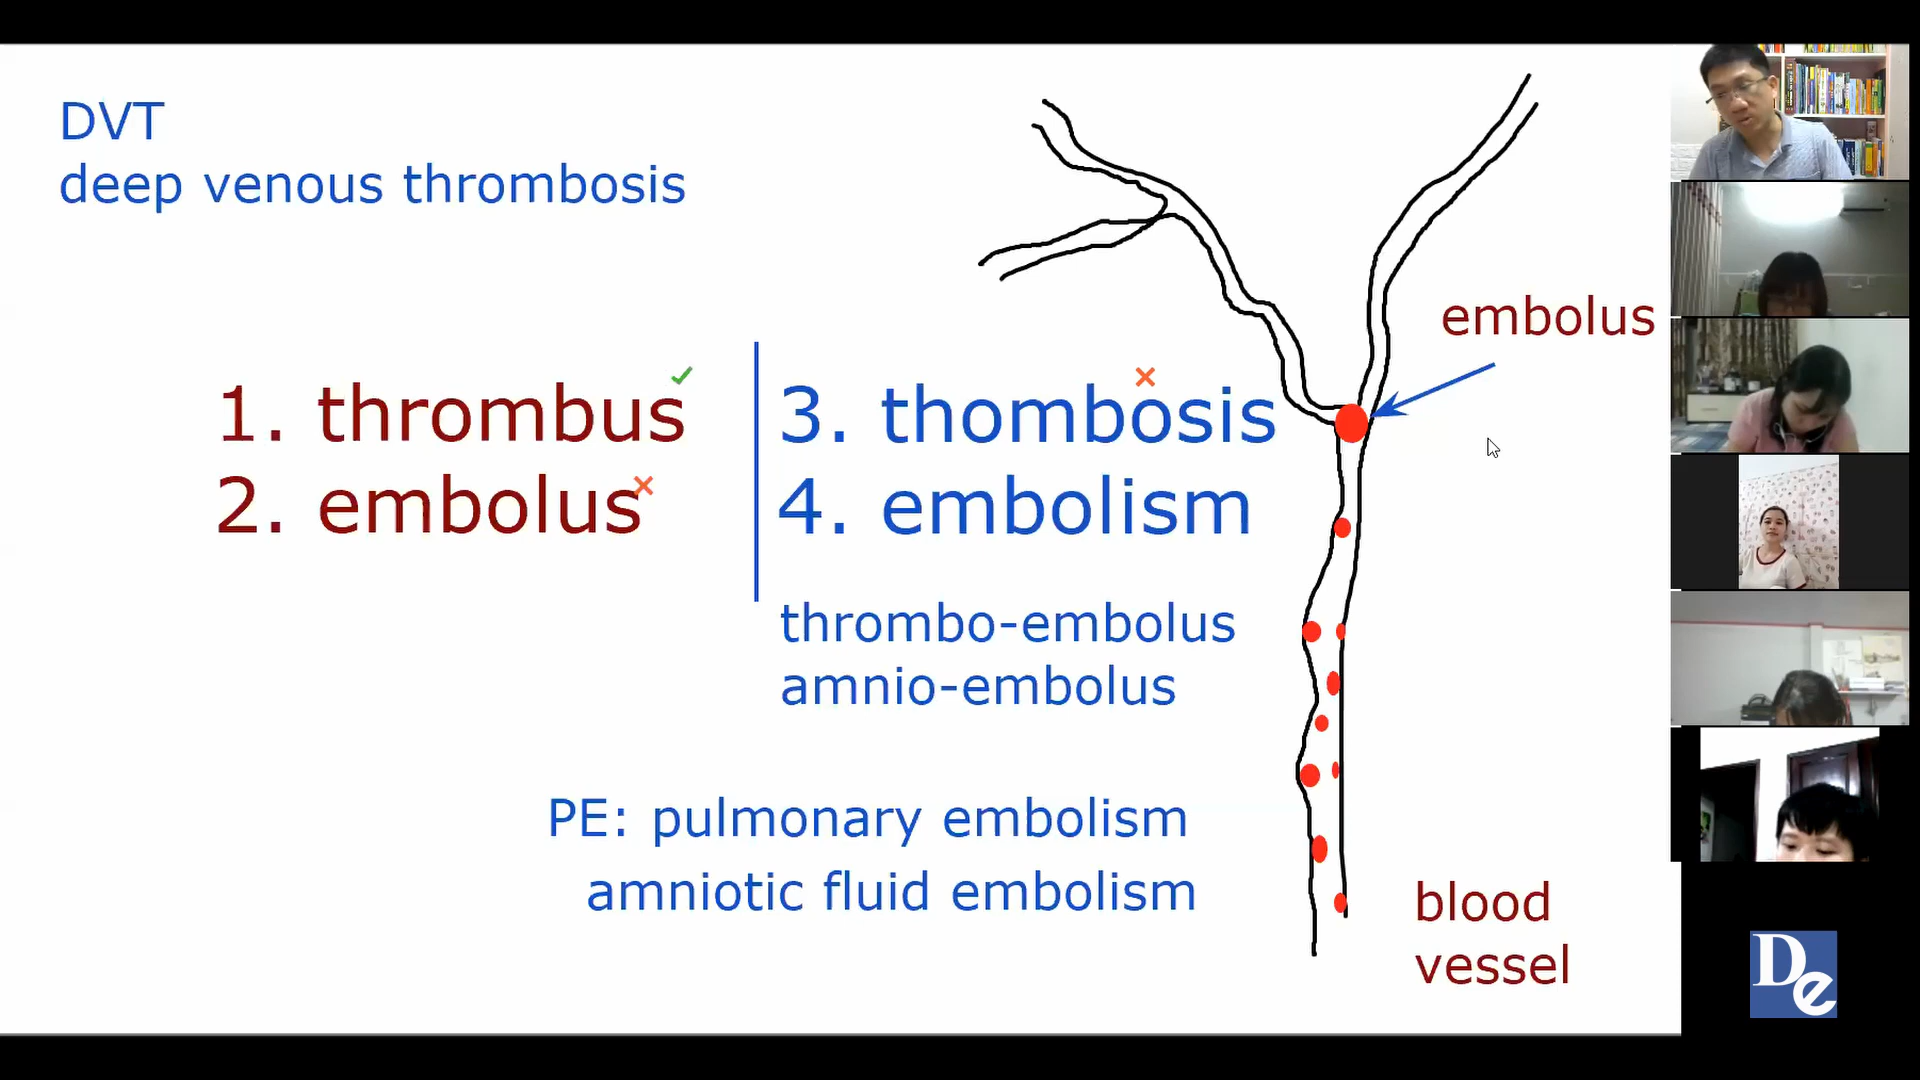 DVT
deep venous thrombosis
1. thrombus
2. embolus
3. thombosis
4. embolism
thrombo-embolus
amnio-embolus
PE: pulmonary embolism
amniotic fluid embolism
embolus
blood
vessel
De